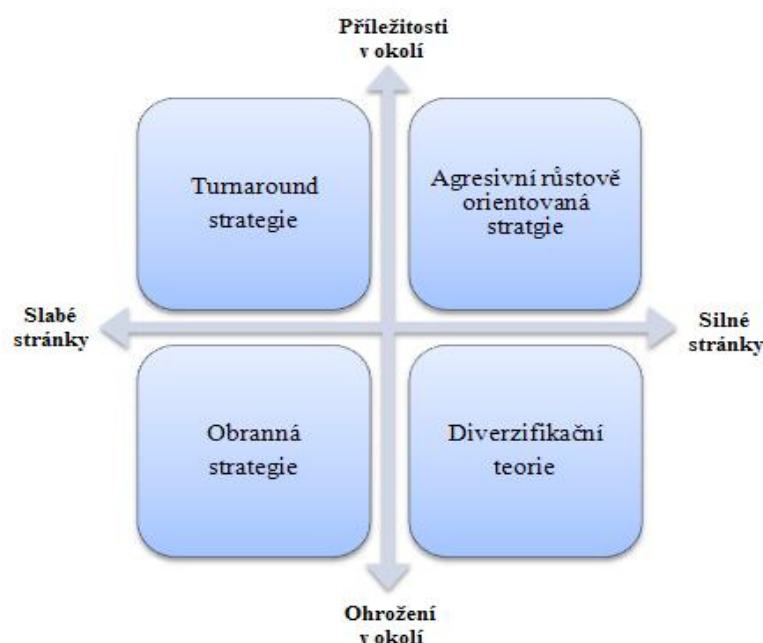 Příležitosti
v okolí
Turnaround
strategie
Agresivní růstově
orientovaná
stratgie
Slabé
stránky
Silné
stránky
Obranná
strategie
Diverzifikační
teorie
Ohrožení
v okolí